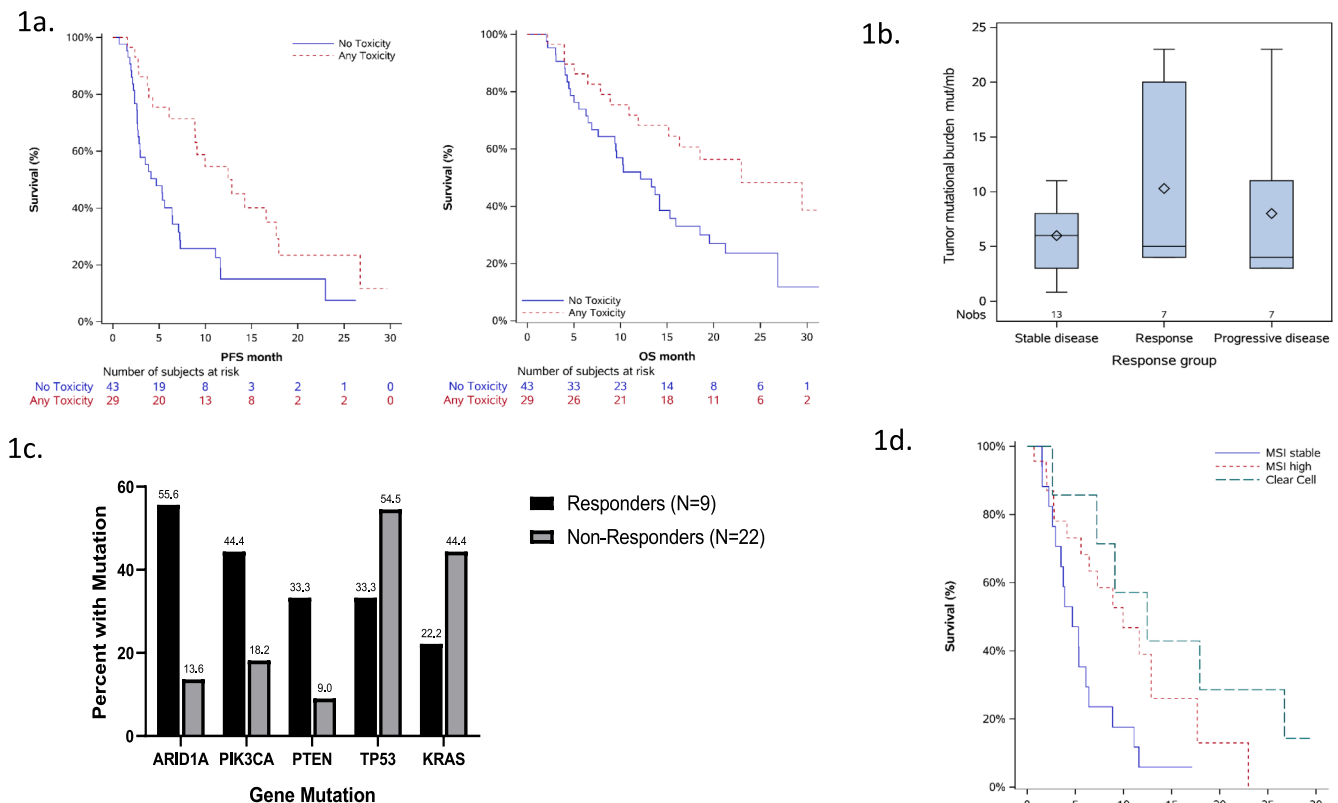 1a.
100%
80%
60%
40%
20%
0%
Survival (%)
No Toxicity
Any Toxicity
0 5 10 15 20 25 30
PFS month
Number of subjects at risk
No Toxicity 43 19 8 3 2 1 0
Any Toxicity 29 20 13 8 2 2 0
100%
80%
60%
40%
20%
0%
Survival (%)
No Toxicity
Any Toxicity
0 5 10 15 20 25 30
OS month
Number of subjects at risk
No Toxicity 43 33 23 14 8 6 1
Any Toxicity 29 26 21 18 11 6 2
1b.
Tumor mutational burden mut/mb
25
20
15
10
5
0
Nobs 13 7 7
Stable disease Response Progressive disease
Response group
1c.
Percent with Mutation
60
40
20
0
55.6 13.6 44.4 18.2 33.3 9.0 33.3 54.5 22.2 44.4
ARID1A PIK3CA PTEN TP53 KRAS
Gene Mutation
Responders (N=9)
Non-Responders (N=22)
1d.
100%
80%
60%
40%
20%
0%
Survival (%)
MSI stable
MSI high
Clear Cell
0 5 10 15 20 25 30